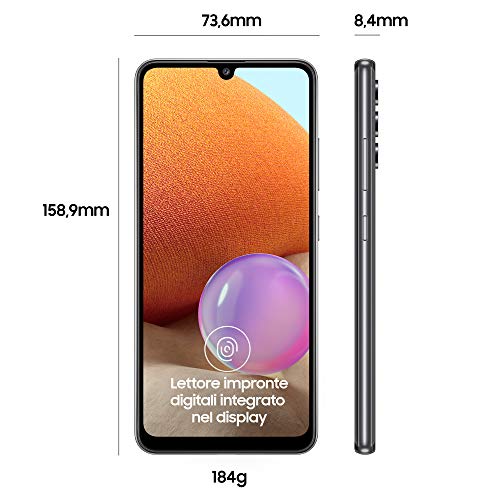 73,6mm
8,4mm
158,9mm
Lettore impronte
digitali integrato
nel display
184g